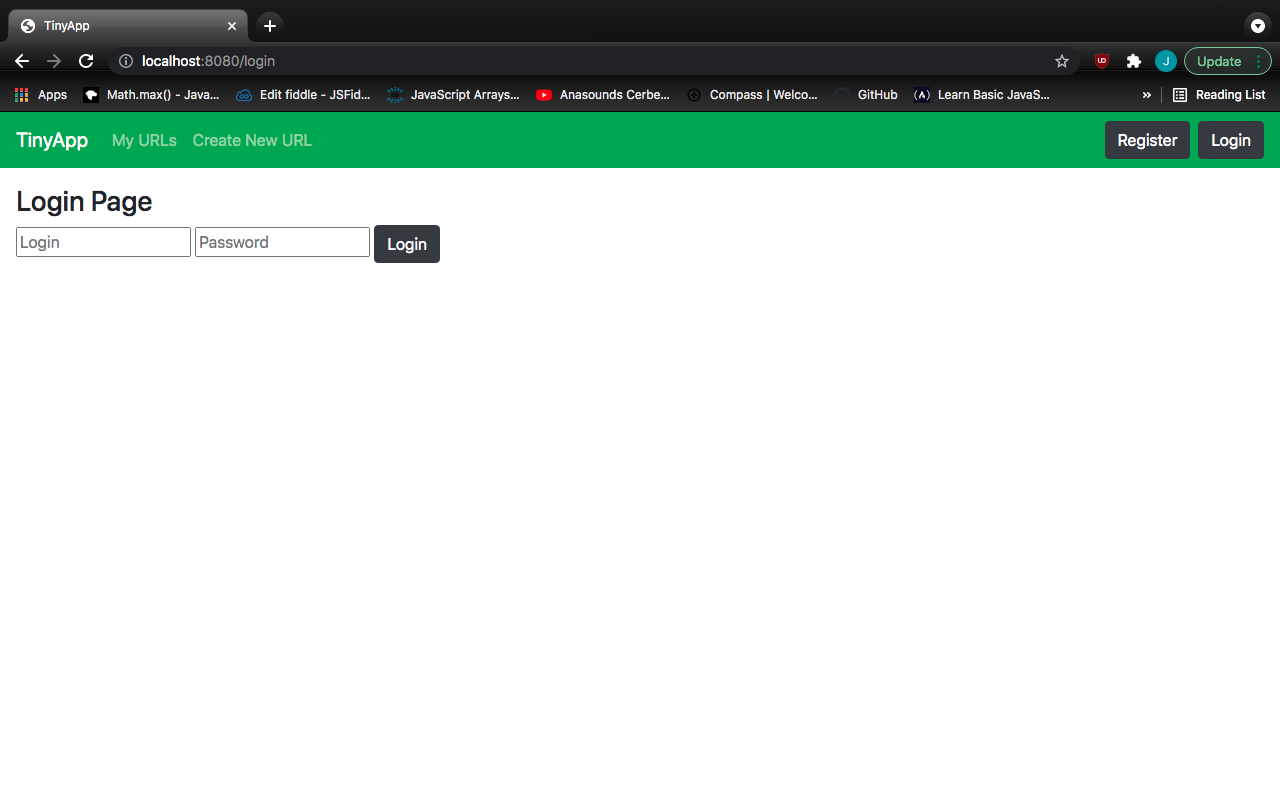 TinyApp
localhost:8080/login
J
Update
Apps
Math.max() - Java...
Edit fiddle - JSFid...
JavaScript Arrays...
Anasounds Cerbe...
Compass | Welco...
GitHub
Learn Basic JavaS...
»
Reading List
TinyApp My URLs Create New URL Register Login
Login Page
Login Password Login